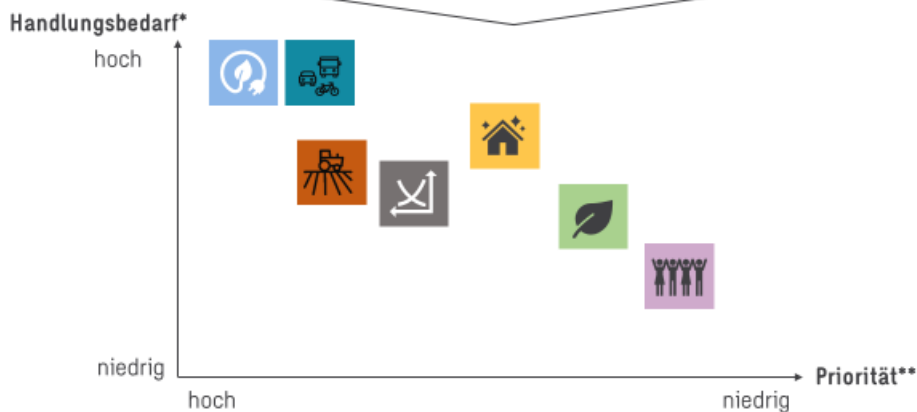 Handlungsbedarf*
hoch
niedrig
Priorität**
hoch
niedrig